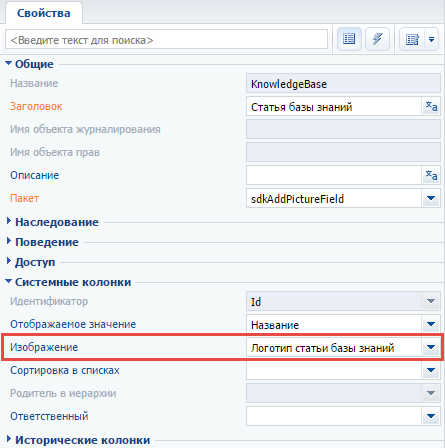 Свойства
<Введите текст для поиска>
Общие
Название KnowledgeBase
Заголовок Статья базы знаний
Имя объекта журналирования
Имя объекта прав
Описание
Пакет sdkAddPictureField
Наследование
Поведение
Доступ
Системные колонки
Идентификатор Id
Отображаемое значение Название
Изображение Логотип статьи базы знаний
Сортировка в списках
Родитель в иерархии
Ответственный
Исторические колонки